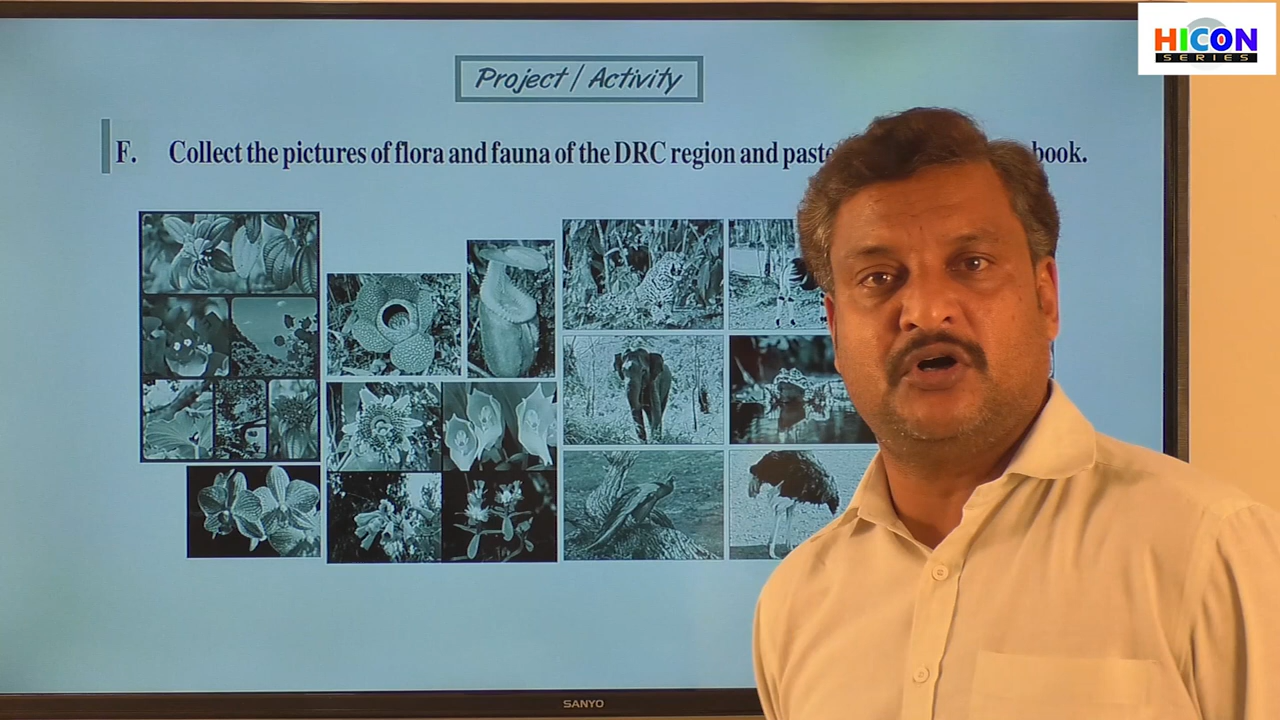 HICON
SERIES
Project / Activity
F. Collect the pictures of flora and fauna of the DRC region and paste book.
SANYO